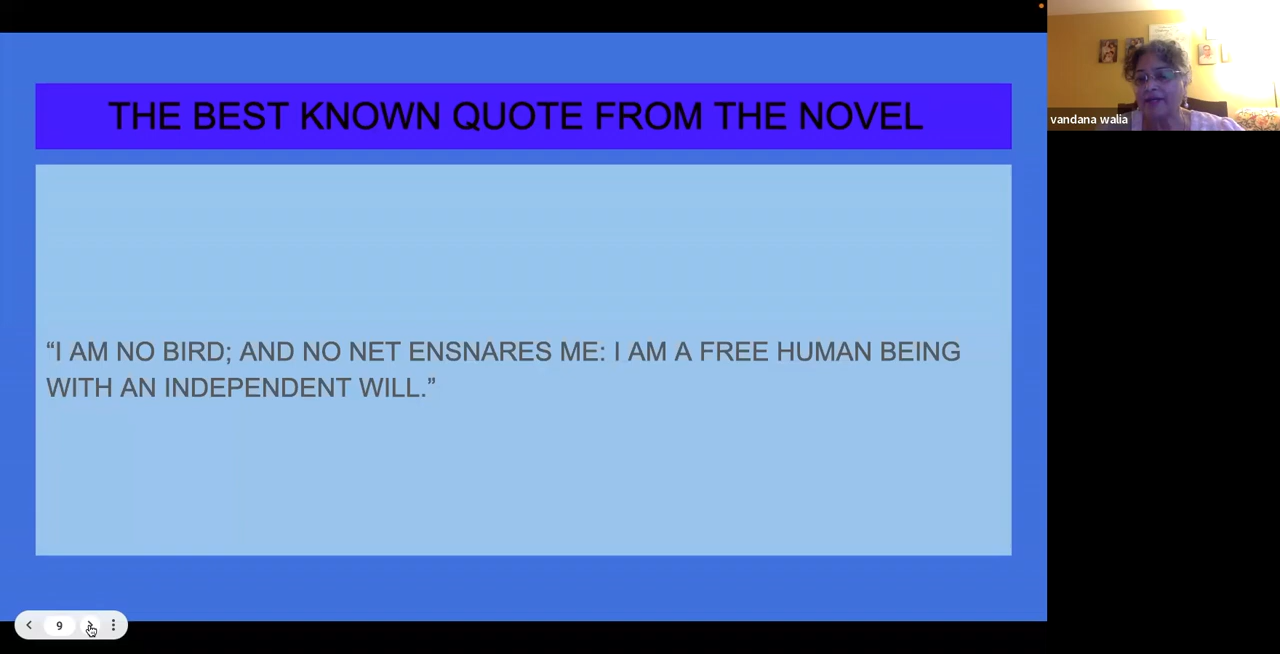 THE BEST KNOWN QUOTE FROM THE NOVEL
vandana walia
“I AM NO BIRD; AND NO NET ENSNARES ME: I AM A FREE HUMAN BEING
WITH AN INDEPENDENT WILL.”
9